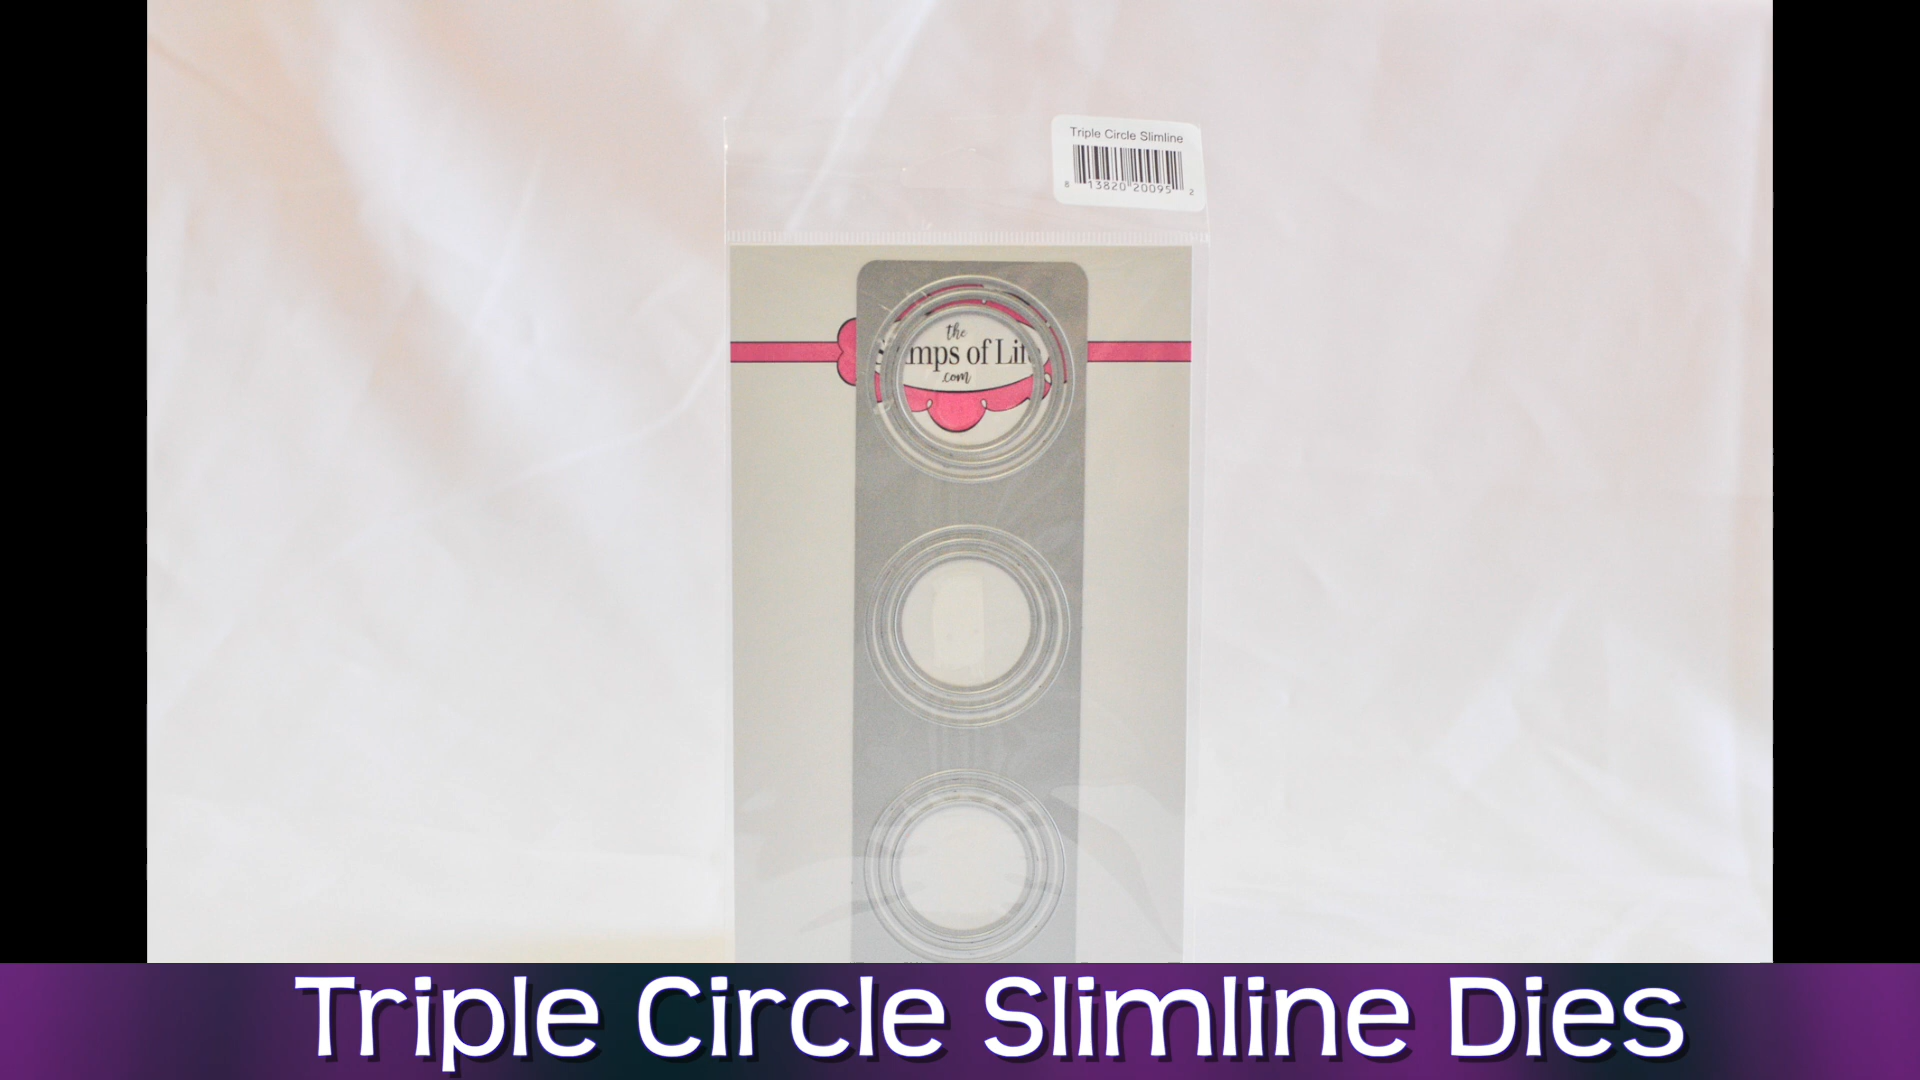 Triple Circle Slimline
8 13820 20095 2
the
mps of Li
.com
Triple Circle Slimline Dies